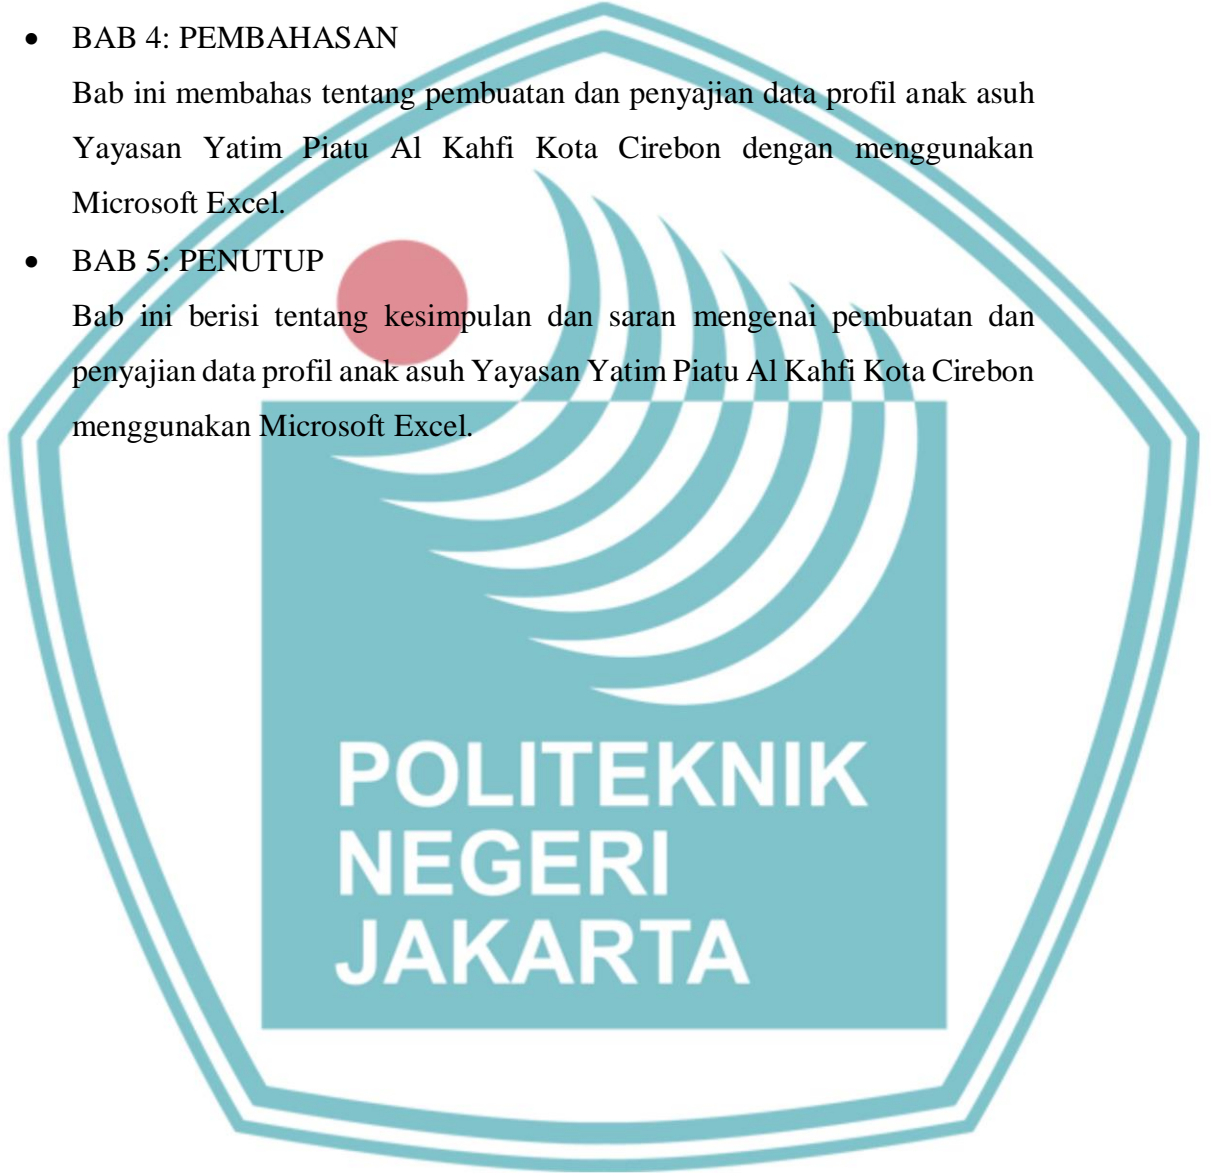 • BAB 4: PEMBAHASAN
Bab ini membahas tentang pembuatan dan penyajian data profil anak asuh
Yayasan Yatim Piatu Al Kahfi Kota Cirebon dengan menggunakan
Microsoft Excel.
• BAB 5: PENUTUP
Bab ini berisi tentang kesimpulan dan saran mengenai pembuatan dan
penyajian data profil anak asuh Yayasan Yatim Piatu Al Kahfi Kota Cirebon
menggunakan Microsoft Excel.
POLITEKNIK
NEGERI
JAKARTA